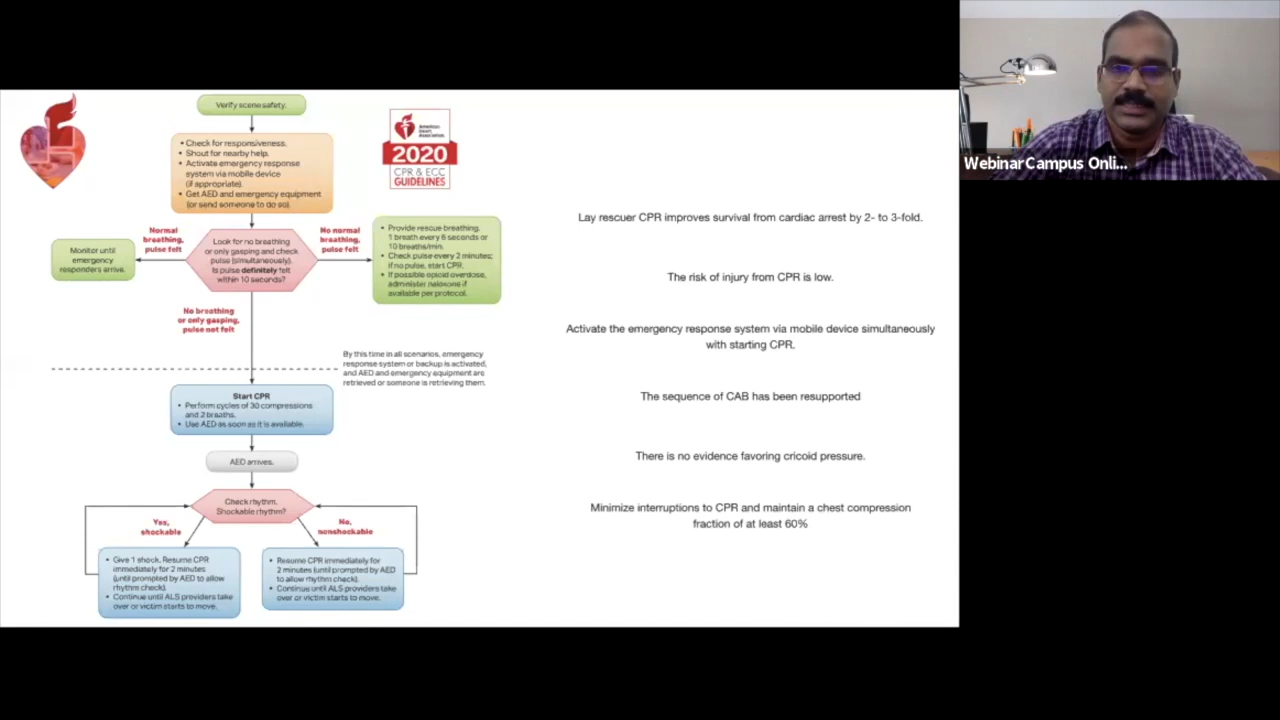 Verify scene safety.
• Check for responsiveness.
• Shout for nearby help.
• Activate emergency response
system via mobile device
(if appropriate).
• Get AED and emergency equipment
(or send someone to do so).
American
Heart
Association.
2020
CPR & ECC
GUIDELINES
Normal
breathing,
pulse felt
Monitor until
emergency
responders arrive.
Look for no breathing
or only gasping and check
pulse (simultaneously).
Is pulse definitely felt
within 10 seconds?
No normal
breathing,
pulse felt
• Provide rescue breathing,
1 breath every 6 seconds or
10 breaths/min.
• Check pulse every 2 minutes;
if no pulse, start CPR.
• If possible opioid overdose,
administer naloxone if
available per protocol.
No breathing
or only gasping,
pulse not felt
By this time in all scenarios, emergency
response system or backup is activated,
and AED and emergency equipment are
retrieved or someone is retrieving them.
Start CPR
• Perform cycles of 30 compressions
and 2 breaths.
• Use AED as soon as it is available.
AED arrives.
Check rhythm.
Shockable rhythm?
Yes,
shockable
No,
nonshockable
• Give 1 shock. Resume CPR
immediately for 2 minutes
(until prompted by AED to allow
rhythm check).
• Continue until ALS providers take
over or victim starts to move.
• Resume CPR immediately for
2 minutes (until prompted by AED
to allow rhythm check).
• Continue until ALS providers take
over or victim starts to move.
Lay rescuer CPR improves survival from cardiac arrest by 2- to 3-fold.
The risk of injury from CPR is low.
Activate the emergency response system via mobile device simultaneously
with starting CPR.
The sequence of CAB has been resupported
There is no evidence favoring cricoid pressure.
Minimize interruptions to CPR and maintain a chest compression
fraction of at least 60%
WebinarCampus Onli...